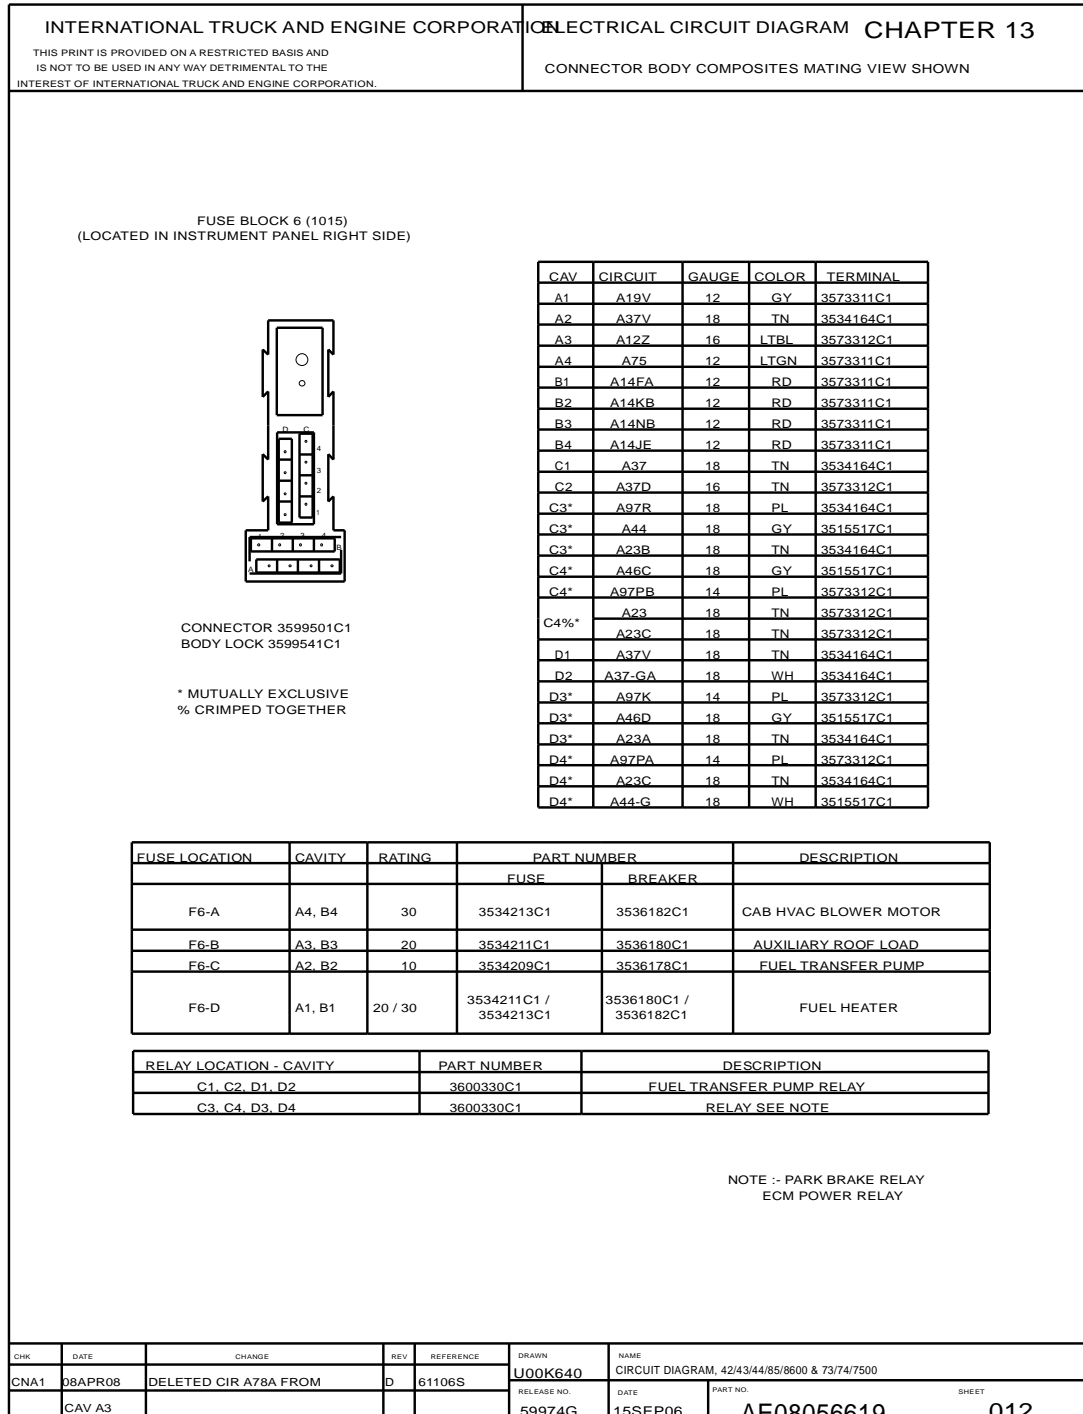 INTERNATIONAL TRUCK AND ENGINE CORPORATION
THIS PRINT IS PROVIDED ON A RESTRICTED BASIS AND
IS NOT TO BE USED IN ANY WAY DETRIMENTAL TO THE
INTEREST OF INTERNATIONAL TRUCK AND ENGINE CORPORATION.
ELECTRICAL CIRCUIT DIAGRAM CHAPTER 13
CONNECTOR BODY COMPOSITES MATING VIEW SHOWN
FUSE BLOCK 6 (1015)
(LOCATED IN INSTRUMENT PANEL RIGHT SIDE)
D C
4
3
2
1
1 2 3 4
B
A
CONNECTOR 3599501C1
BODY LOCK 3599541C1
* MUTUALLY EXCLUSIVE
% CRIMPED TOGETHER
CAV CIRCUIT GAUGE COLOR TERMINAL
A1 A19V 12 GY 3573311C1
A2 A37V 18 TN 3534164C1
A3 A12Z 16 LTBL 3573312C1
A4 A75 12 LTGN 3573311C1
B1 A14FA 12 RD 3573311C1
B2 A14KB 12 RD 3573311C1
B3 A14NB 12 RD 3573311C1
B4 A14JE 12 RD 3573311C1
C1 A37 18 TN 3534164C1
C2 A37D 16 TN 3573312C1
C3* A97R 18 PL 3534164C1
C3* A44 18 GY 3515517C1
C3* A23B 18 TN 3534164C1
C4* A46C 18 GY 3515517C1
C4* A97PB 14 PL 3573312C1
C4%* A23 18 TN 3573312C1
A23C 18 TN 3573312C1
D1 A37V 18 TN 3534164C1
D2 A37-GA 18 WH 3534164C1
D3* A97K 14 PL 3573312C1
D3* A46D 18 GY 3515517C1
D3* A23A 18 TN 3534164C1
D4* A97PA 14 PL 3573312C1
D4* A23C 18 TN 3534164C1
D4* A44-G 18 WH 3515517C1
FUSE LOCATION CAVITY RATING PART NUMBER DESCRIPTION
FUSE BREAKER
F6-A A4, B4 30 3534213C1 3536182C1 CAB HVAC BLOWER MOTOR
F6-B A3, B3 20 3534211C1 3536180C1 AUXILIARY ROOF LOAD
F6-C A2, B2 10 3534209C1 3536178C1 FUEL TRANSFER PUMP
F6-D A1, B1 20 / 30 3534211C1 / 3534213C1 3536180C1 / 3536182C1 FUEL HEATER
RELAY LOCATION - CAVITY PART NUMBER DESCRIPTION
C1, C2, D1, D2 3600330C1 FUEL TRANSFER PUMP RELAY
C3, C4, D3, D4 3600330C1 RELAY SEE NOTE
NOTE :- PARK BRAKE RELAY
ECM POWER RELAY
CHK DATE CHANGE REV REFERENCE
CNA1 08APR08 DELETED CIR A78A FROM D 61106S
CAV A3
DRAWN
U00K640
NAME
CIRCUIT DIAGRAM, 42/43/44/85/8600 & 73/74/7500
RELEASE NO. DATE PART NO. SHEET
59974G 15SEP06 AE08056619 012